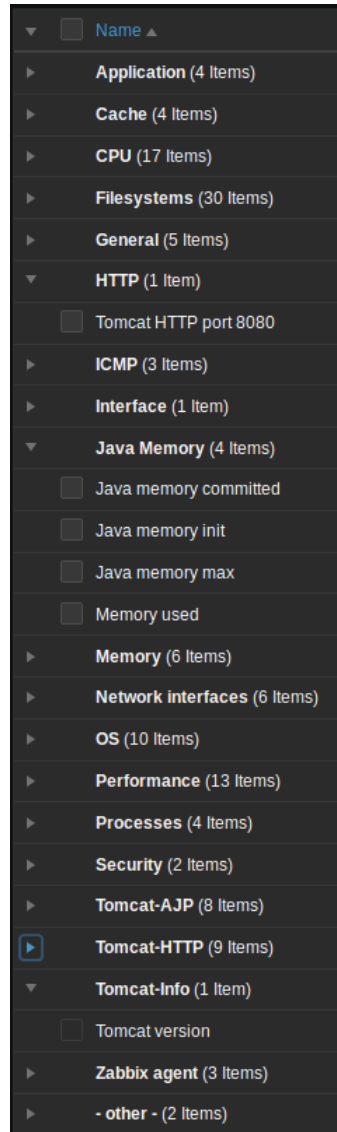 Name
Application (4 Items)
Cache (4 Items)
CPU (17 Items)
Filesystems (30 Items)
General (5 Items)
HTTP (1 Item)
Tomcat HTTP port 8080
ICMP (3 Items)
Interface (1 Item)
Java Memory (4 Items)
Java memory committed
Java memory init
Java memory max
Memory used
Memory (6 Items)
Network interfaces (6 Items)
OS (10 Items)
Performance (13 Items)
Processes (4 Items)
Security (2 Items)
Tomcat-AJP (8 Items)
Tomcat-HTTP (9 Items)
Tomcat-Info (1 Item)
Tomcat version
Zabbix agent (3 Items)
- other - (2 Items)